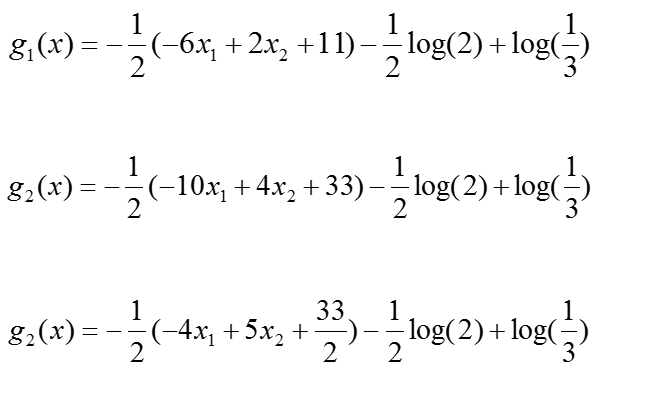 g₁(x) = −1/2(−6x₁ + 2x₂ +11) − 1/2 log(2) + log(1/3)
g₂(x) = −1/2(−10x₁ + 4x₂ + 33) − 1/2 log(2) + log(1/3)
g₂(x) = −1/2(−4x₁ + 5x₂ + 33/2) − 1/2 log(2) + log(1/3)